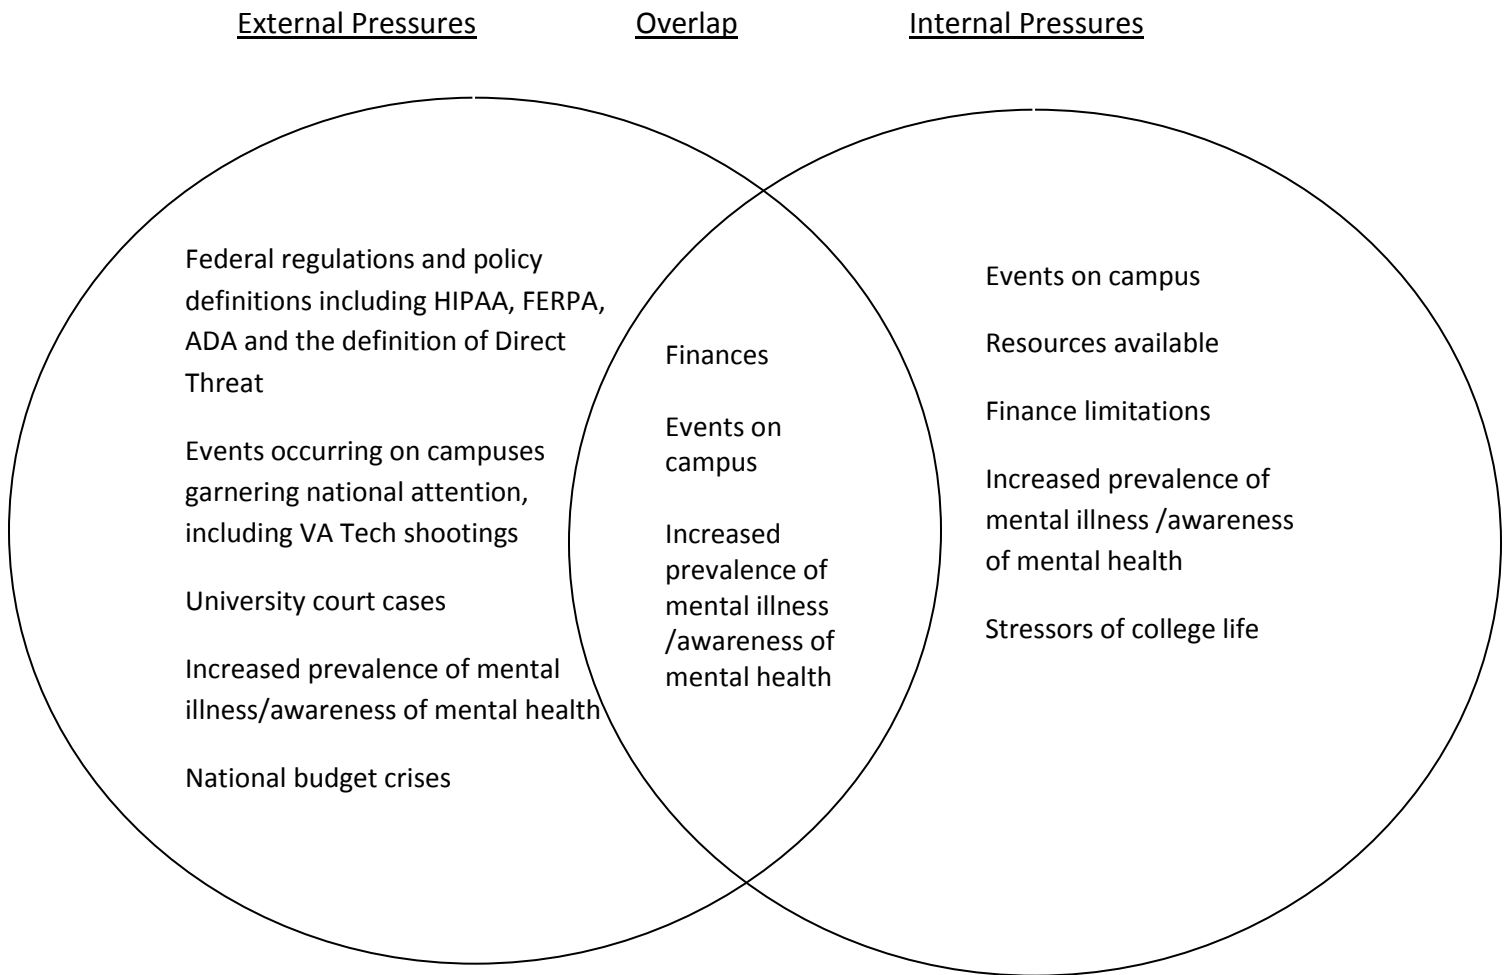 External Pressures
Overlap
Internal Pressures
Federal regulations and policy
definitions including HIPAA, FERPA,
ADA and the definition of Direct
Threat
Events occurring on campuses
garnering national attention,
including VA Tech shootings
University court cases
Increased prevalence of mental
illness/awareness of mental health
National budget crises
Finances
Events on
campus
Increased
prevalence of
mental illness
/awareness of
mental health
Events on campus
Resources available
Finance limitations
Increased prevalence of
mental illness /awareness
of mental health
Stressors of college life